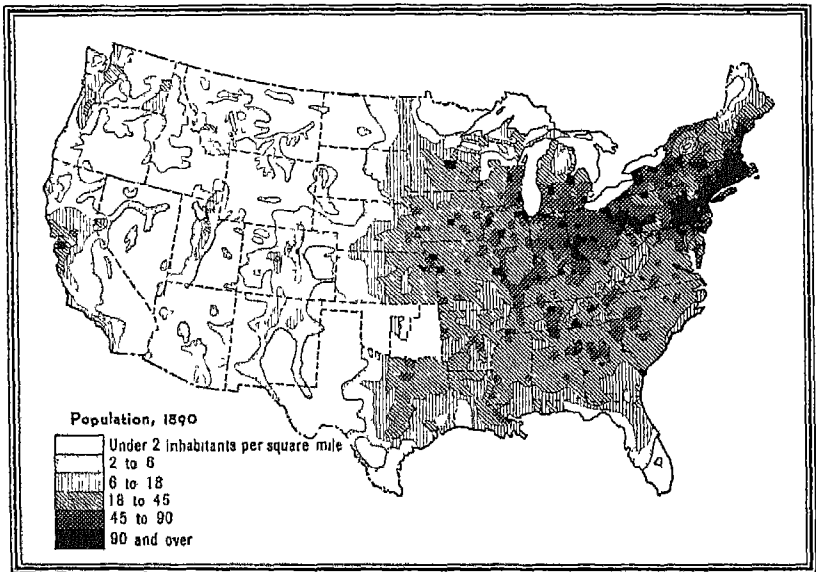 Population, 1890
Under 2 inhabitants per square mile
2 to 6
6 to 18
18 to 45
45 to 90
90 and over